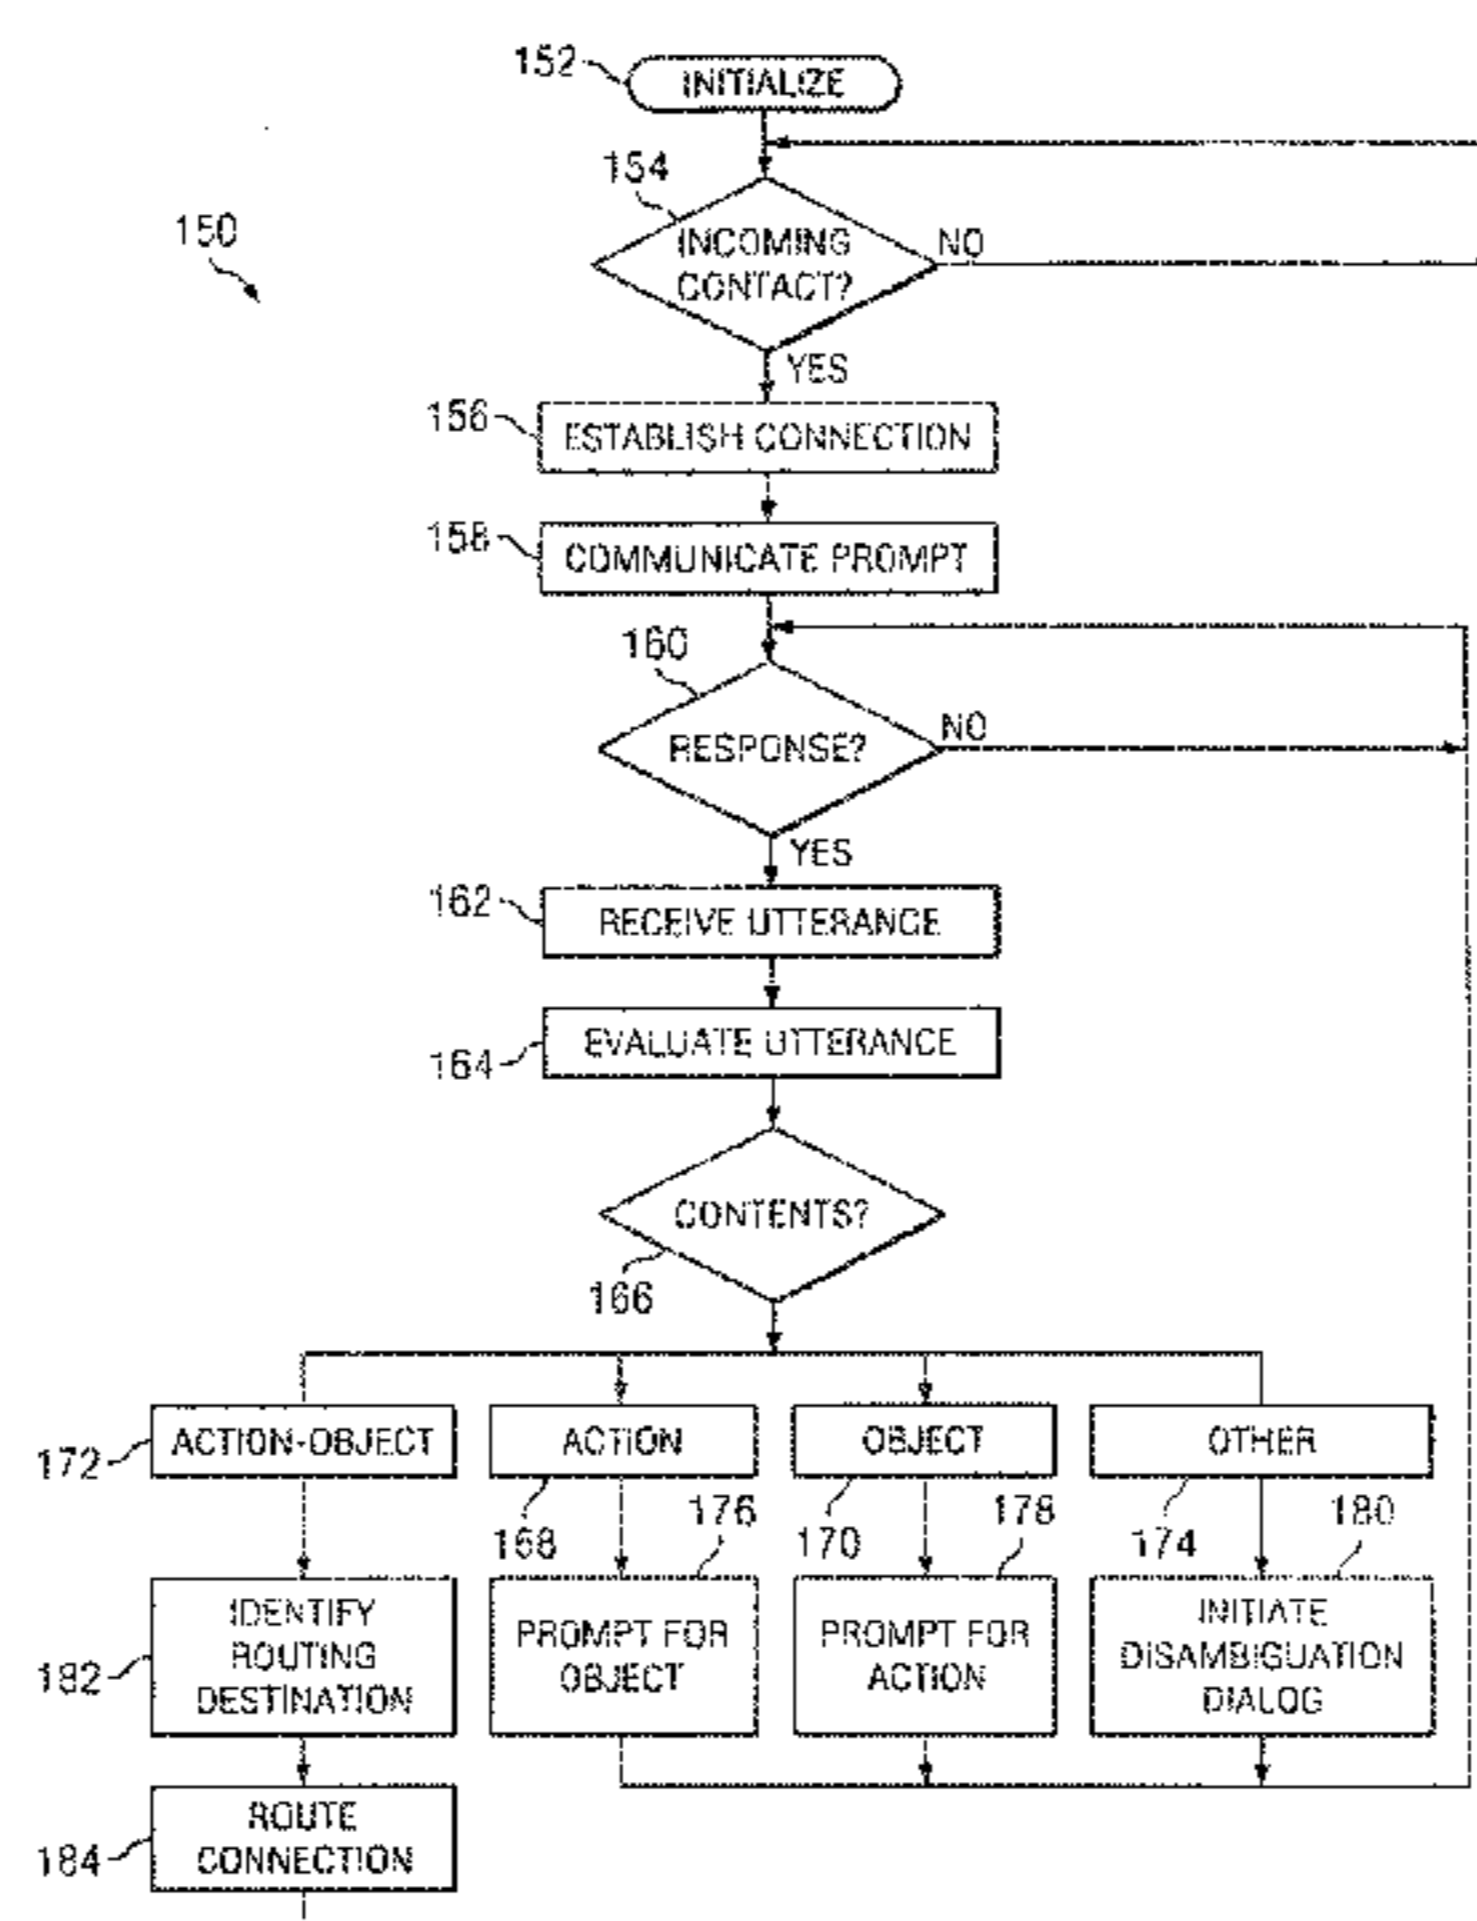 152
INITIALIZE
154
150
INCOMING
CONTACT?
NO
YES
156
ESTABLISH CONNECTION
158
COMMUNICATE PROMPT
160
RESPONSE?
NO
YES
162
RECEIVE UTTERANCE
164
EVALUATE UTTERANCE
CONTENTS?
166
172
ACTION-OBJECT
ACTION
OBJECT
OTHER
168
176
170
178
174
180
182
IDENTIFY
ROUTING
DESTINATION
PROMPT FOR
OBJECT
PROMPT FOR
ACTION
INITIATE
DISAMBIGUATION
DIALOG
184
ROUTE
CONNECTION